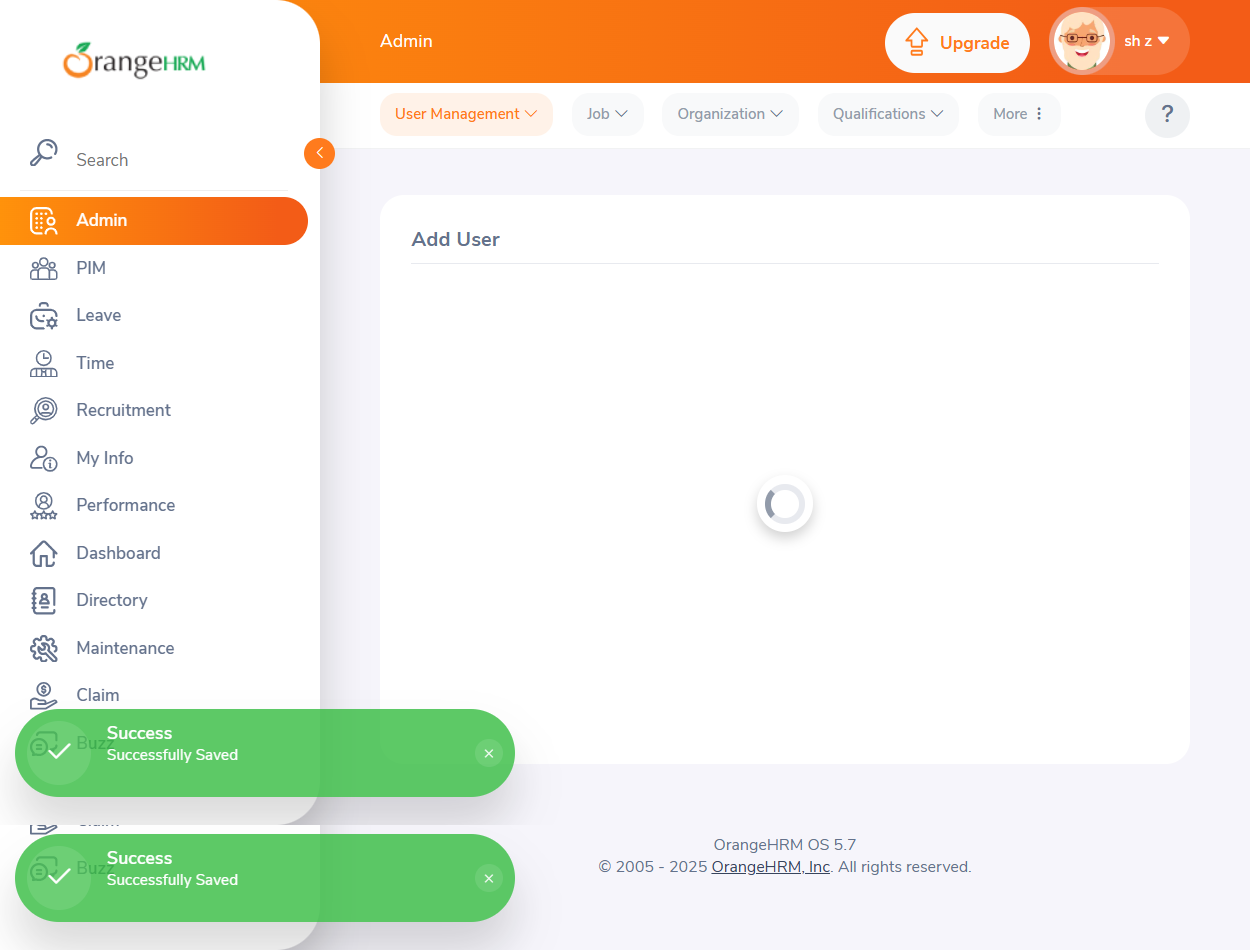 OrangeHRM
Admin
Upgrade
sh z
User Management
Job
Organization
Qualifications
More
?
Search
Admin
PIM
Leave
Time
Recruitment
My Info
Performance
Dashboard
Directory
Maintenance
Claim
Buzz
Add User
Success
Successfully Saved
Claim
Buzz
Success
Successfully Saved
OrangeHRM OS 5.7
© 2005 - 2025 OrangeHRM, Inc. All rights reserved.